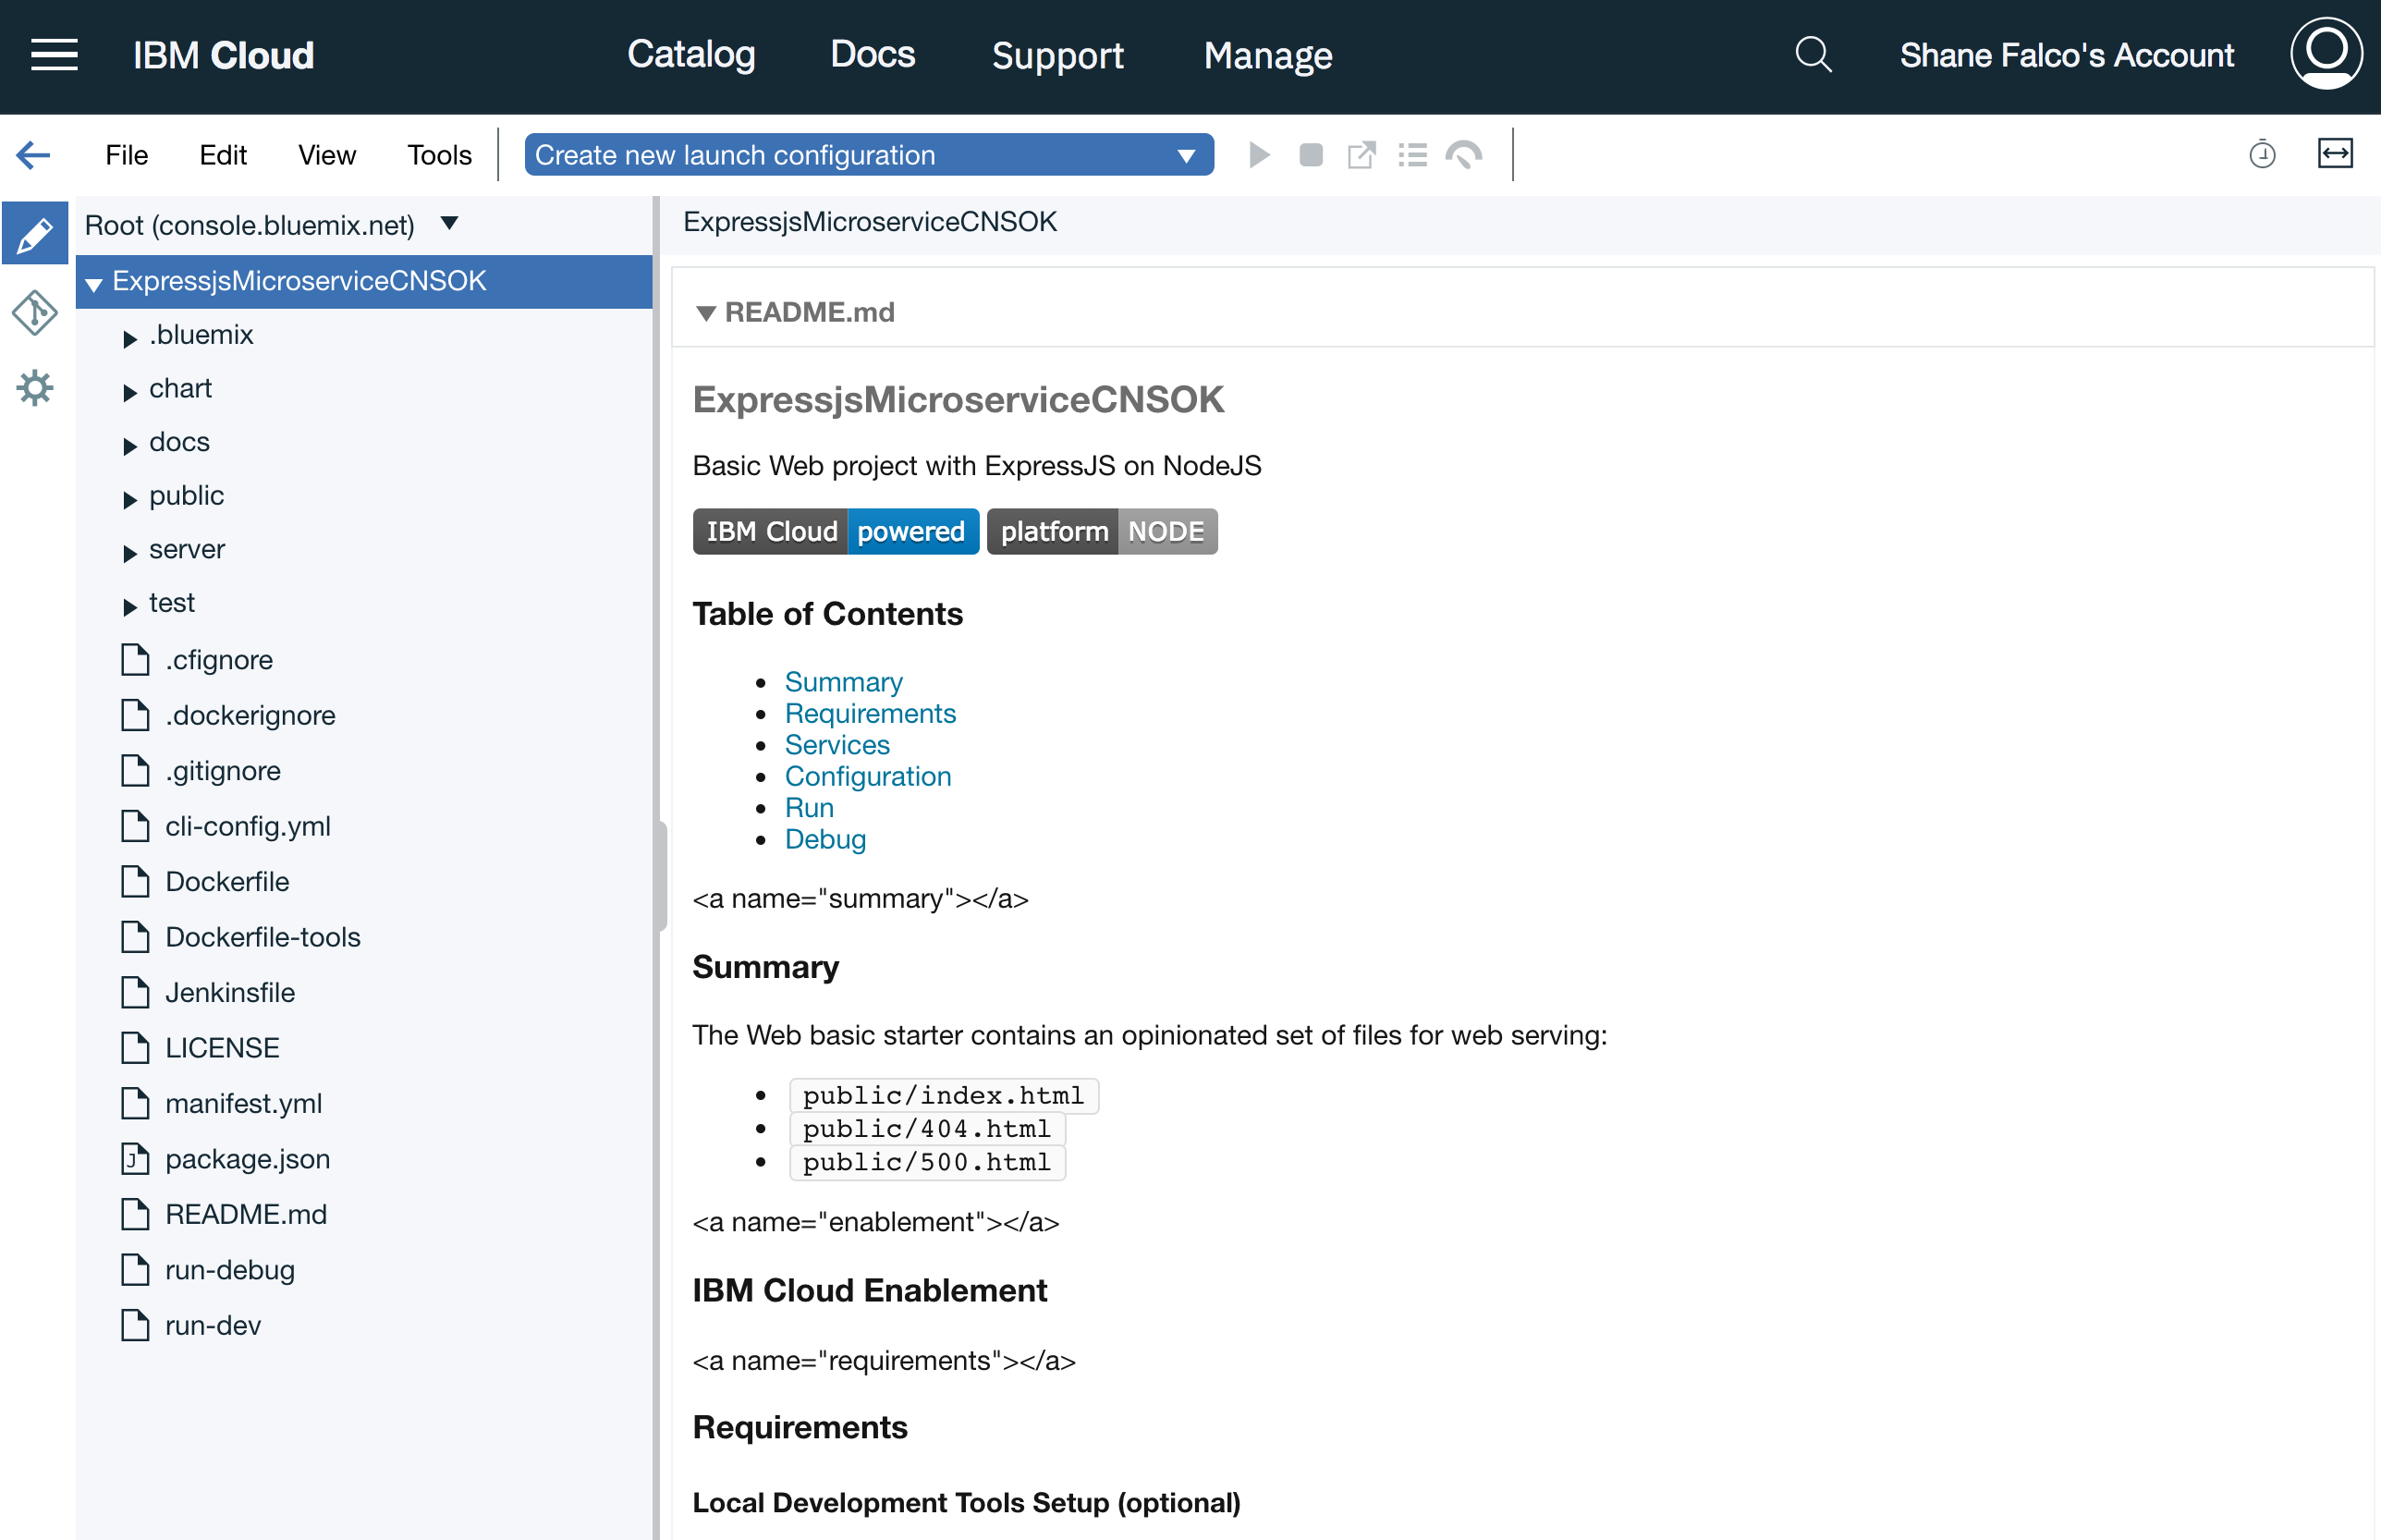 IBM Cloud Catalog Docs Support Manage Shane Falco's Account
File Edit View Tools Create new launch configuration
Root (console.bluemix.net)
ExpressjsMicroserviceCNSOK
.bluemix
chart
docs
public
server
test
.cfignore
.dockerignore
.gitignore
cli-config.yml
Dockerfile
Dockerfile-tools
Jenkinsfile
LICENSE
manifest.yml
package.json
README.md
run-debug
run-dev
ExpressjsMicroserviceCNSOK
README.md
ExpressjsMicroserviceCNSOK
Basic Web project with ExpressJS on NodeJS
IBM Cloud powered platform NODE
Table of Contents
Summary
Requirements
Services
Configuration
Run
Debug
<a name="summary"></a>
Summary
The Web basic starter contains an opinionated set of files for web serving:
public/index.html
public/404.html
public/500.html
<a name="enablement"></a>
IBM Cloud Enablement
<a name="requirements"></a>
Requirements
Local Development Tools Setup (optional)